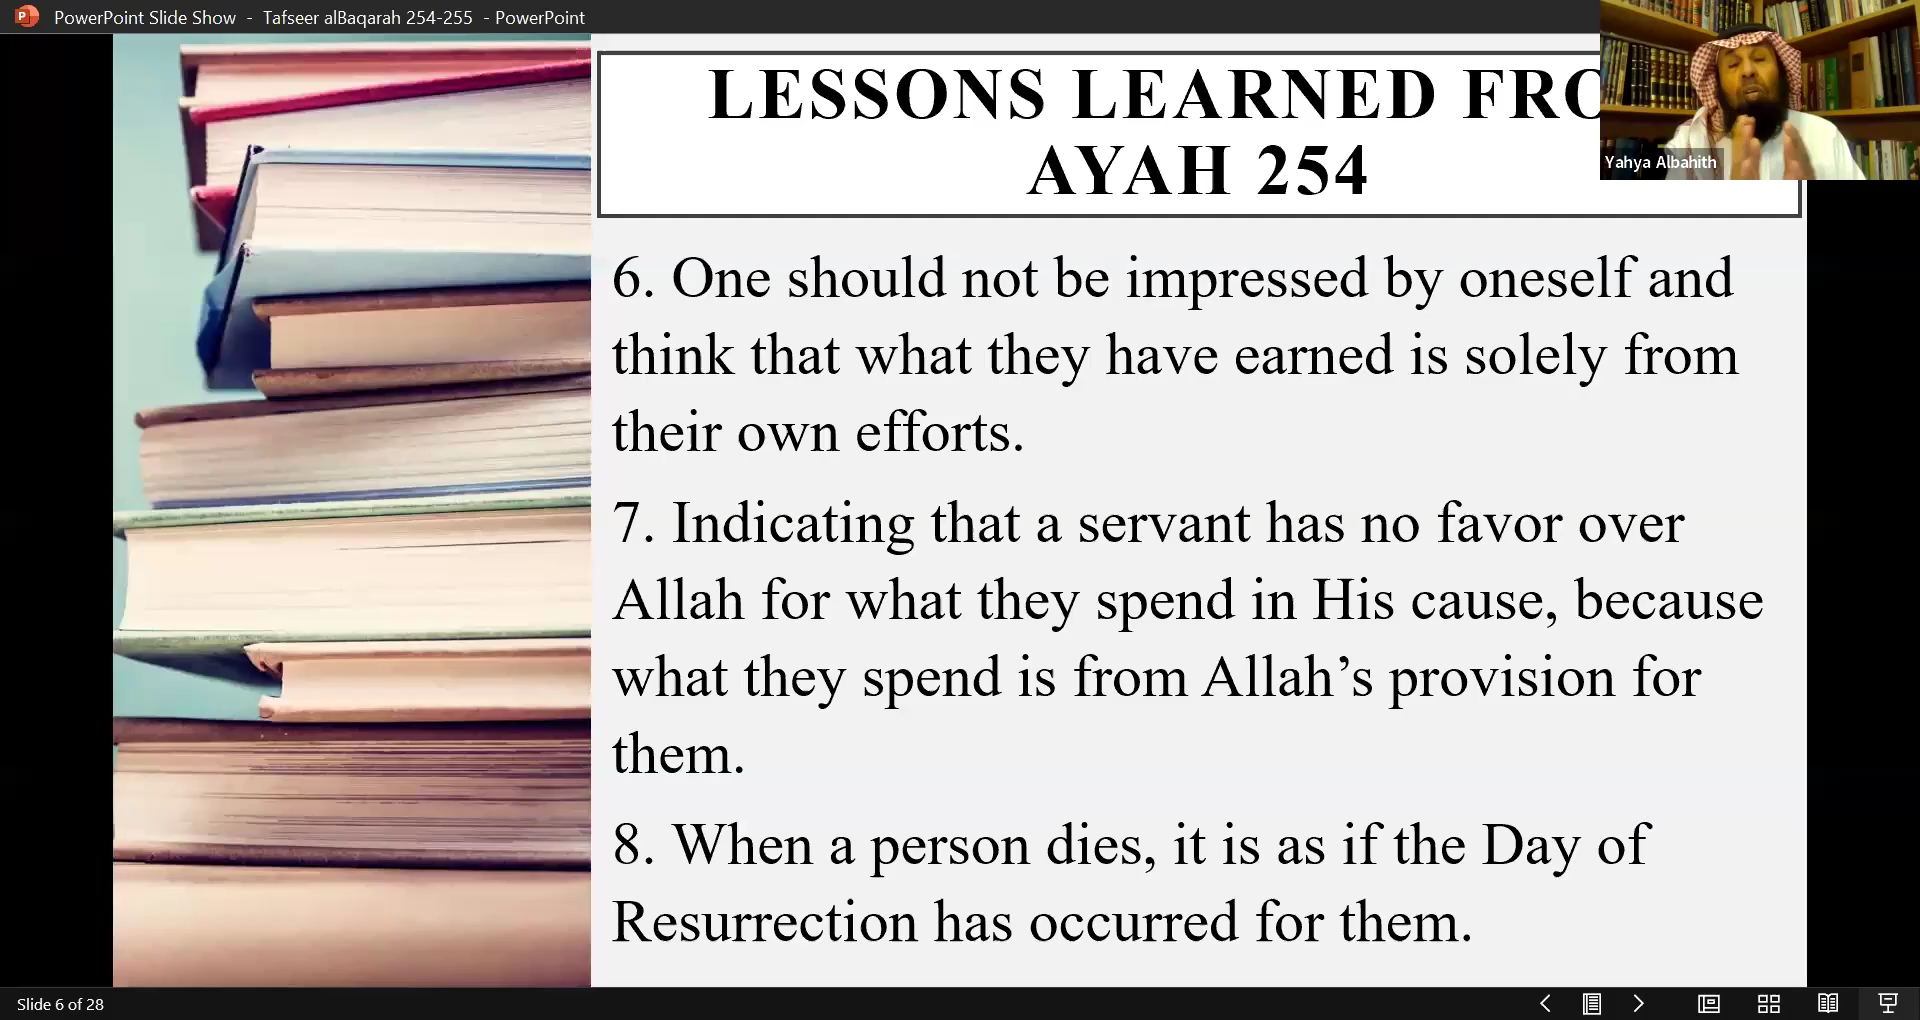 PowerPoint Slide Show - Tafseer alBaqarah 254-255 - PowerPoint
LESSONS LEARNED FRO
AYAH 254
Yahya Albahith
6. One should not be impressed by oneself and
think that what they have earned is solely from
their own efforts.
7. Indicating that a servant has no favor over
Allah for what they spend in His cause, because
what they spend is from Allah’s provision for
them.
8. When a person dies, it is as if the Day of
Resurrection has occurred for them.
Slide 6 of 28